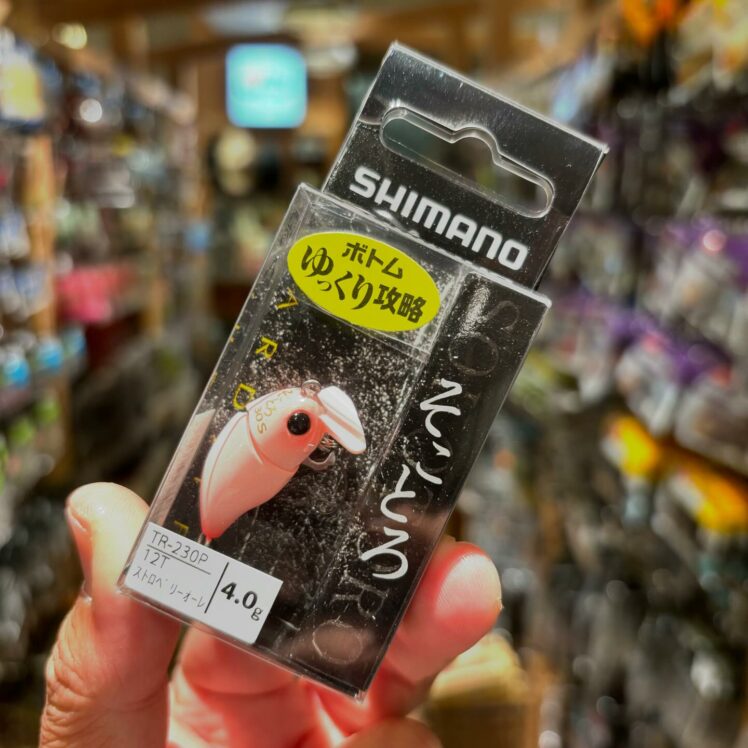 SHIMANO
ボトム
ゆっくり攻略
そことろ
TR-230P
12T
ストロベリーオーレ
4.0g